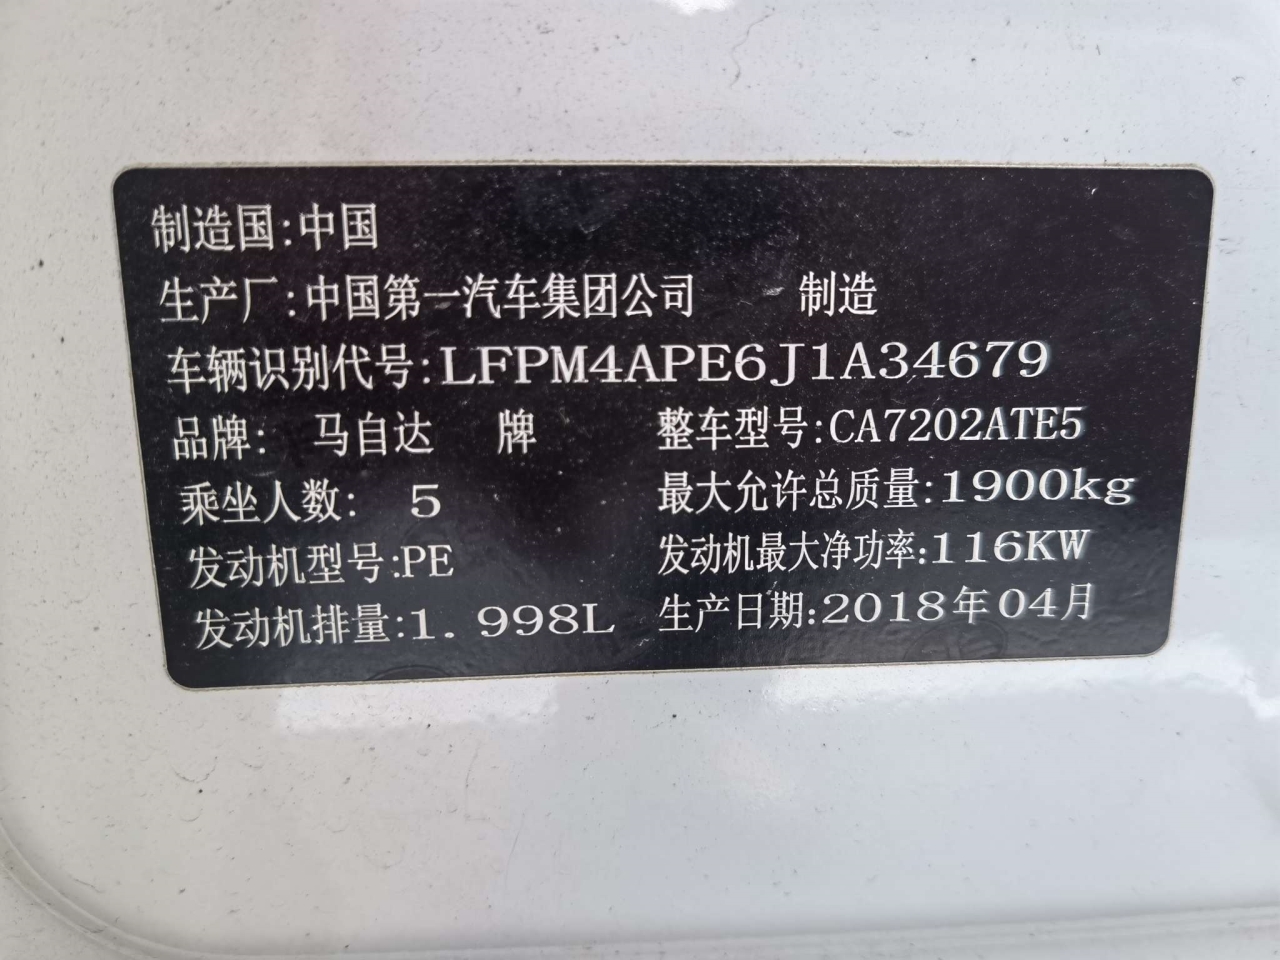 制造国:中国
生产厂:中国第一汽车集团公司 制造
车辆识别代号:LFPM4APE6J1A34679
品牌: 马自达 牌 整车型号:CA7202ATE5
乘坐人数: 5 最大允许总质量:1900kg
发动机型号:PE 发动机最大净功率:116KW
发动机排量:1. 998L 生产日期:2018年04月